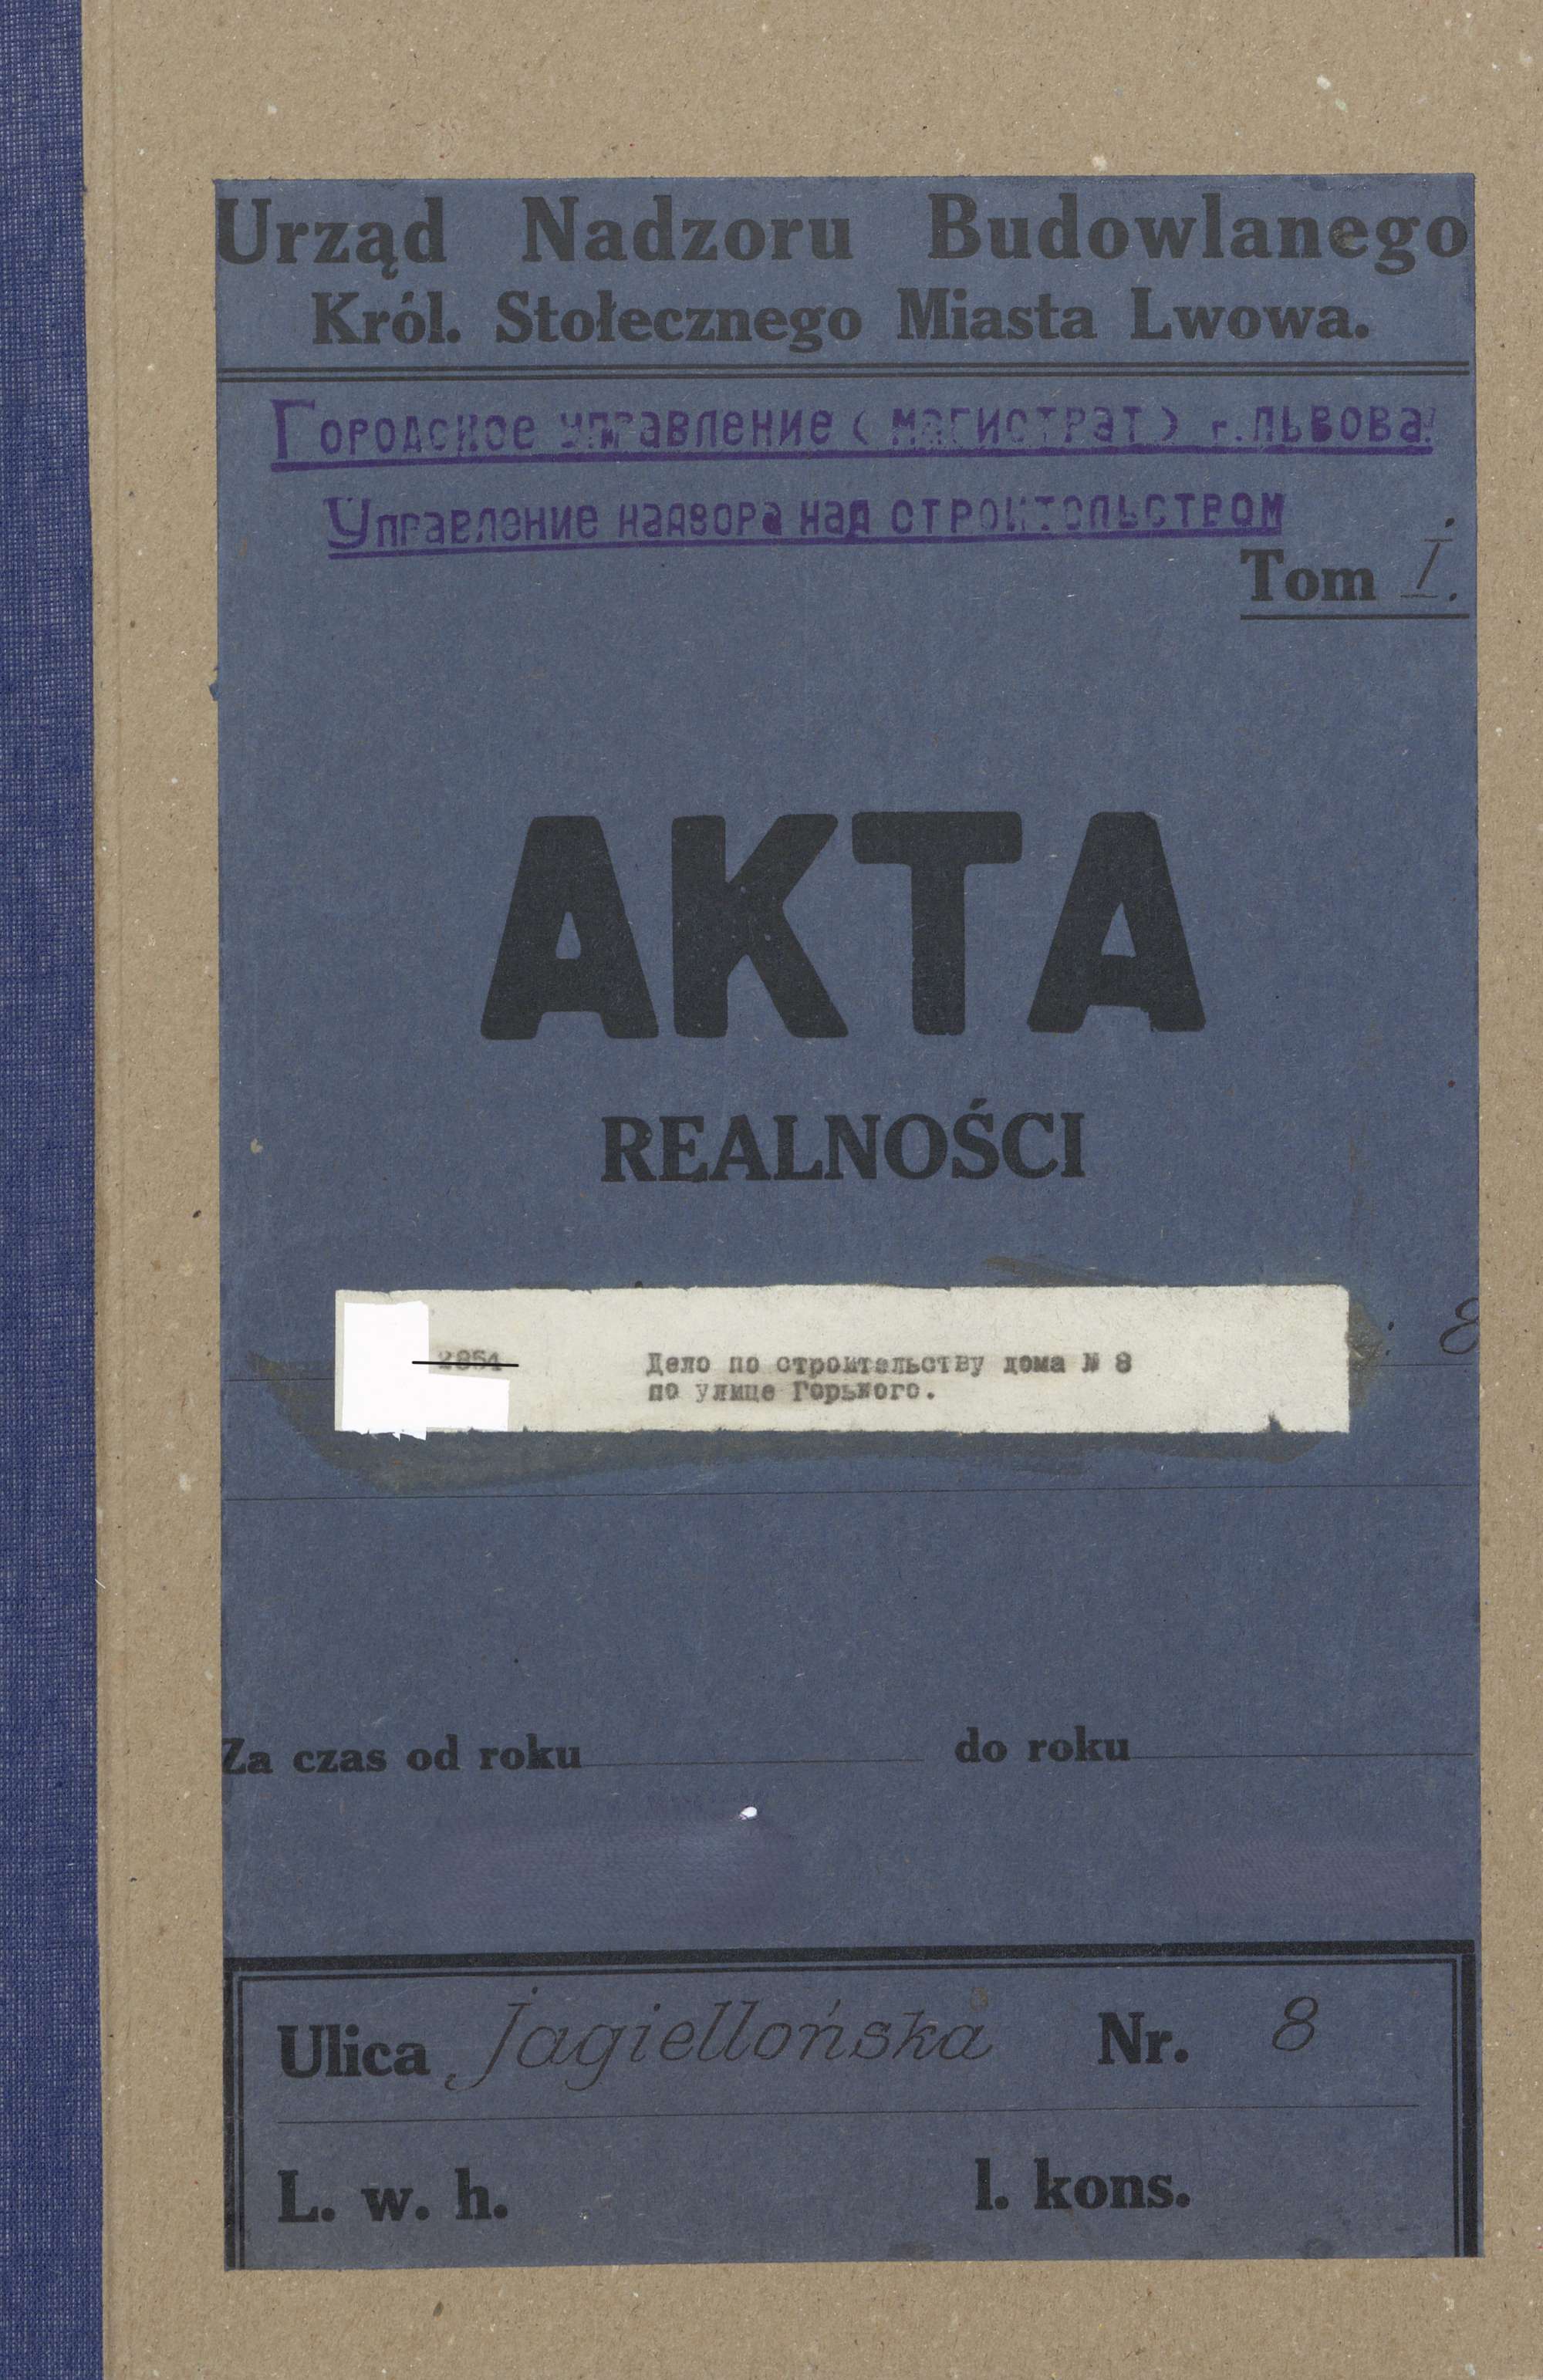 Urząd Nadzoru Budowlanego
Król. Stołecznego Miasta Lwowa.
Городское управление (магистрат) г. Львова
Управление надзора над строительством
Tom I.
AKTA
REALNOŚCI
8
2854
Дело по строительству дома № 8
по улице Горького.
Za czas od roku do roku
Ulica Jagiellońska Nr. 8
L. w. h. l. kons.